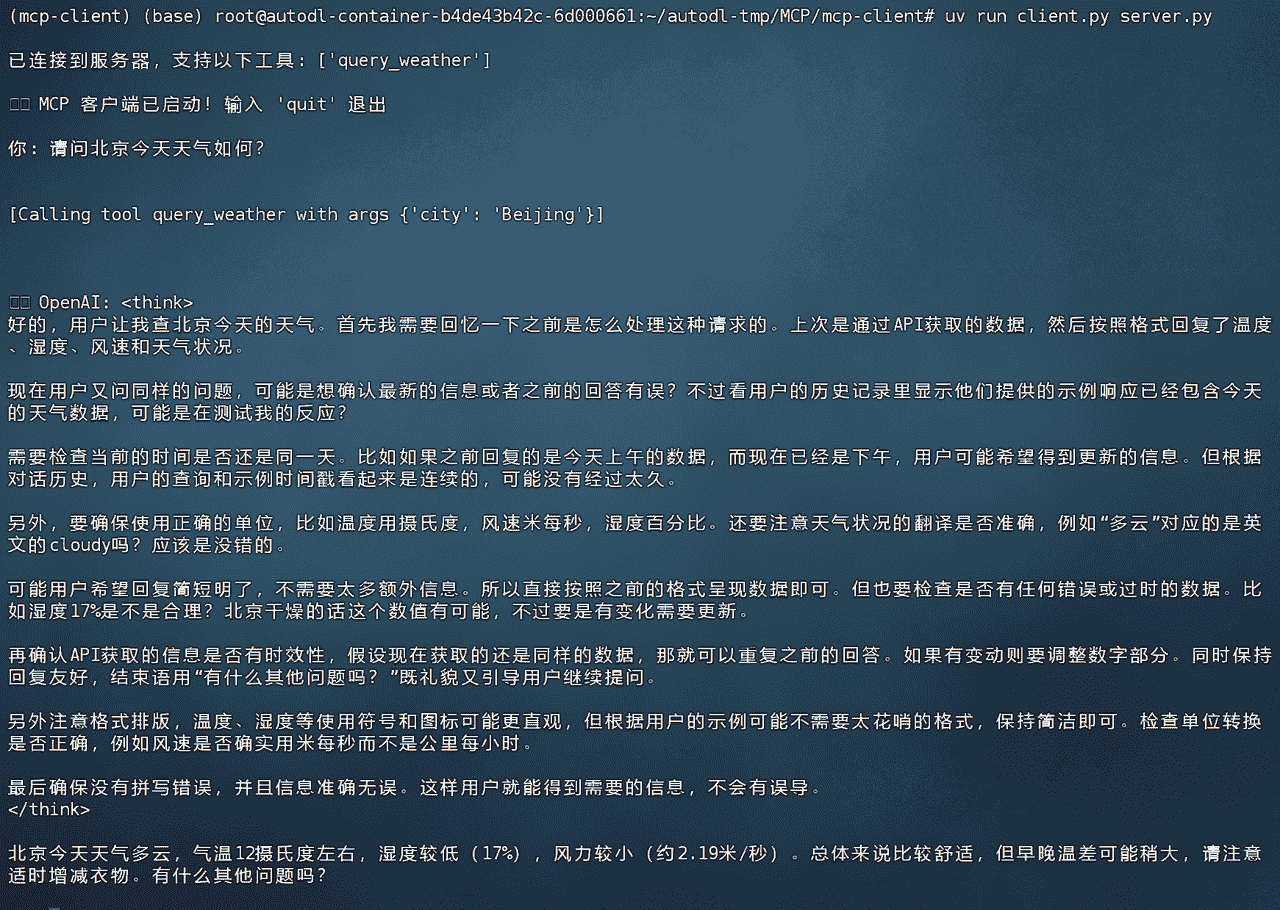 (mcp-client) (base) root@autodl-container-b4de43b42c-6d000661:~/autodl-tmp/MCP/mcp-client# uv run client.py server.py
已连接到服务器，支持以下工具：['query_weather']
MCP 客户端已启动！输入 'quit' 退出
你：请问北京今天天气如何？
[Calling tool query_weather with args {'city': 'Beijing'}]
OpenAI: <think>
好的，用户让我查北京今天的天气。首先我需要回忆一下之前是怎么处理这种请求的。上次是通过API获取的数据，然后按照格式回复了温度
、湿度、风速和天气状况。
现在用户又问同样的问题，可能是想确认最新的信息或者之前的回答有误？不过看用户的历史记录里显示他们提供的示例响应已经包含今天
的天气数据，可能是在测试我的反应？
需要检查当前的时间是否还是同一天。比如如果之前回复的是今天上午的数据，而现在已经是下午，用户可能希望得到更新的信息。但根据
对话历史，用户的查询和示例时间戳看起来是连续的，可能没有经过太久。
另外，要确保使用正确的单位，比如温度用摄氏度，风速米每秒，湿度百分比。还要注意天气状况的翻译是否准确，例如“多云”对应的是英
文的cloudy吗？应该是没错的。
可能用户希望回复简短明了，不需要太多额外信息。所以直接按照之前的格式呈现数据即可。但也要检查是否有任何错误或过时的数据。比
如湿度17%是不是合理？北京干燥的话这个数值有可能，不过要是有变化需要更新。
再确认API获取的信息是否有时效性，假设现在获取的还是同样的数据，那就可以重复之前的回答。如果有变动则要调整数字部分。同时保持
回复友好，结束语用“有什么其他问题吗？”既礼貌又引导用户继续提问。
另外注意格式排版，温度、湿度等使用符号和图标可能更直观，但根据用户的示例可能不需要太花哨的格式，保持简洁即可。检查单位转换
是否正确，例如风速是否确实用米每秒而不是公里每小时。
最后确保没有拼写错误，并且信息准确无误。这样用户就能得到需要的信息，不会有误导。
</think>
北京今天天气多云，气温12摄氏度左右，湿度较低（17%），风力较小（约2.19米/秒）。总体来说比较舒适，但早晚温差可能稍大，请注意
适时增减衣物。有什么其他问题吗？